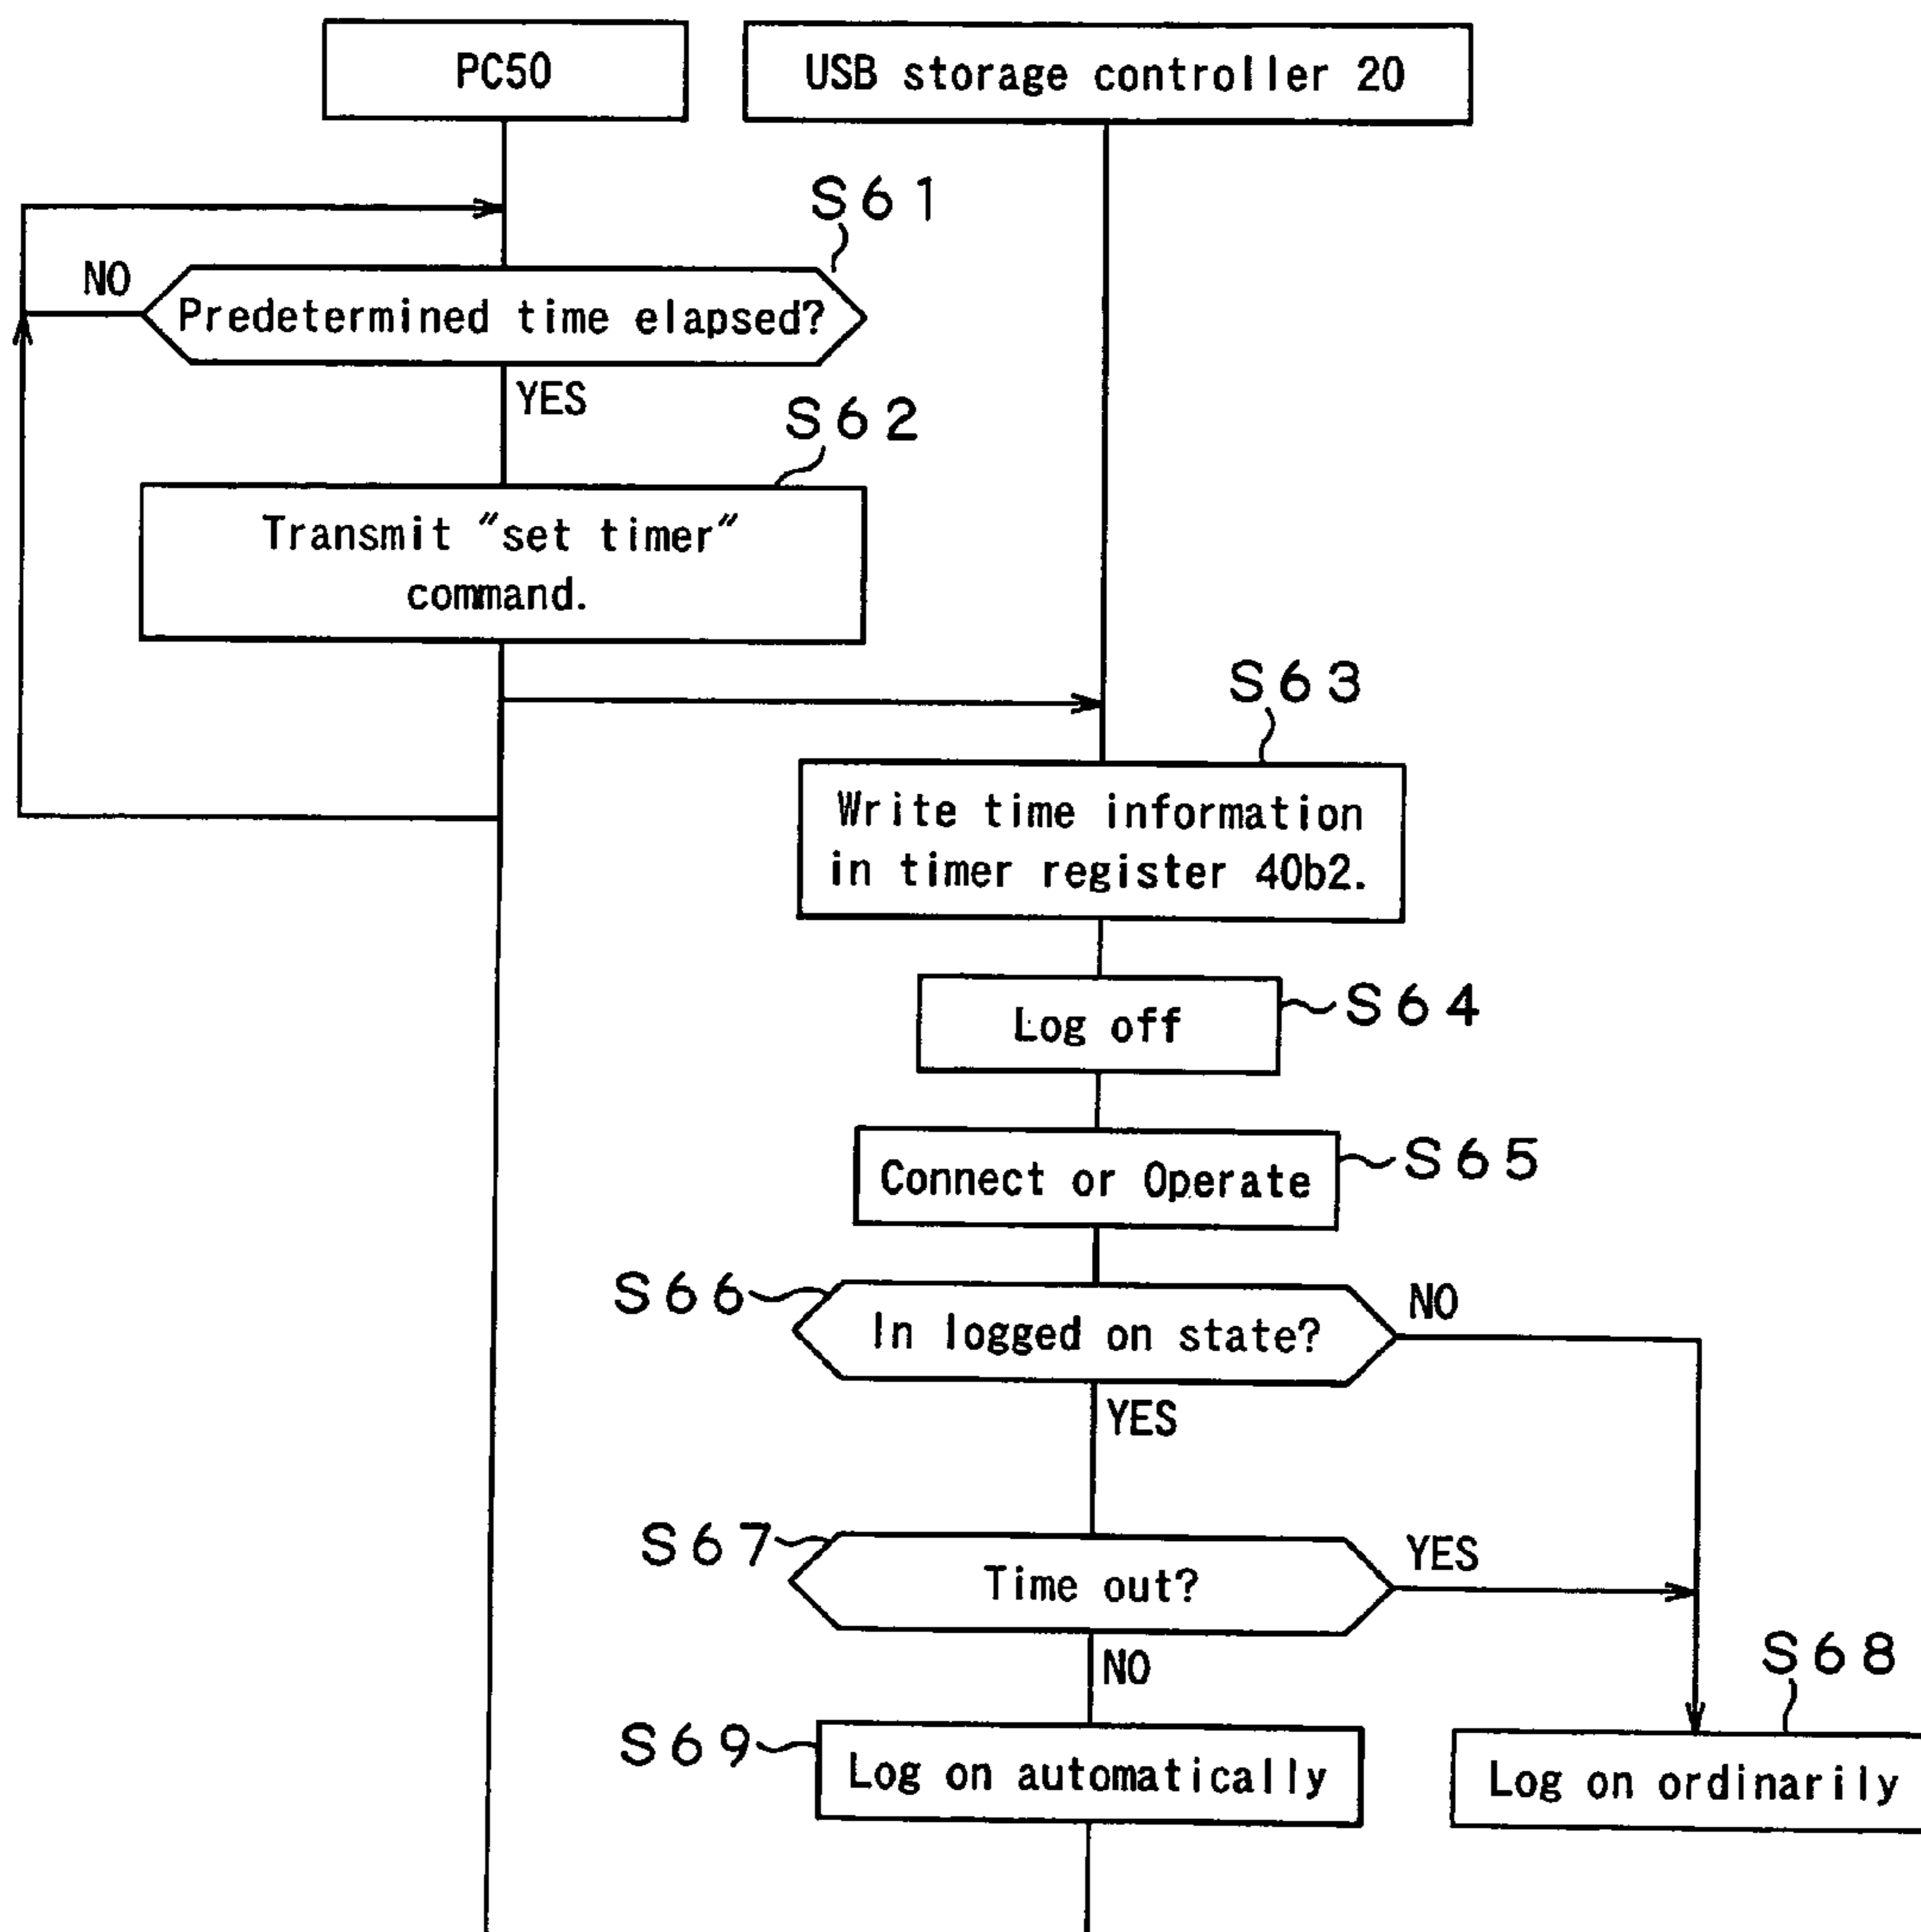 PC50
USB storage controller 20
S61
NO
Predetermined time elapsed?
YES
S62
Transmit "set timer"
command.
S63
Write time information
in timer register 40b2.
Log off
S64
Connect or Operate
S65
S66
In logged on state?
NO
YES
S67
Time out?
YES
NO
S68
S69
Log on automatically
Log on ordinarily